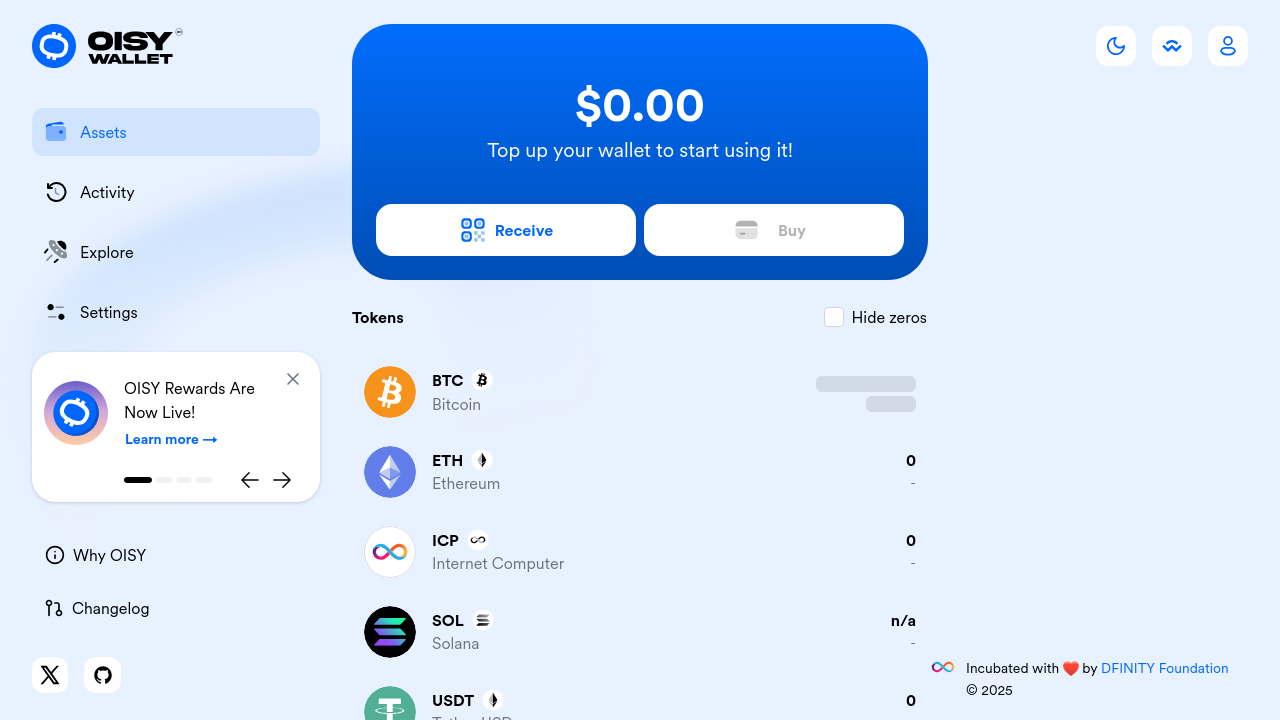 OISY
WALLET
Assets
Activity
Explore
Settings
OISY Rewards Are
Now Live!
Learn more →
Why OISY
Changelog
$0.00
Top up your wallet to start using it!
Receive
Buy
Tokens
Hide zeros
BTC
Bitcoin
ETH
0
Ethereum
-
ICP
0
Internet Computer
-
SOL
n/a
Solana
-
USDT
0
Tether USD
Incubated with ❤️ by DFINITY Foundation
© 2025